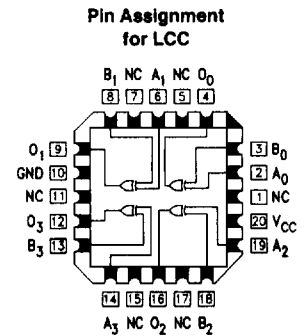 Pin Assignment
for LCC
B1 NC A1 NC O0
8 7 6 5 4
O1 9
GND 10
NC 11
O3 12
B3 13
3 B0
2 A0
1 NC
20 VCC
19 A2
14 15 16 17 18
A3 NC O2 NC B2